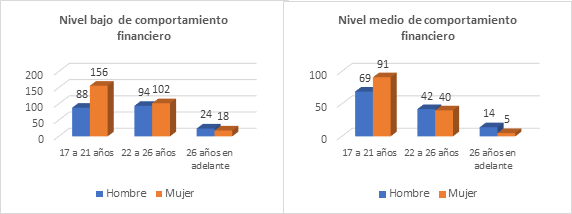 Nivel bajo de comportamiento
financiero
200
150
100
50
0
88
156
94
102
24
18
17 a 21 años
22 a 26 años
26 años en
adelante
Hombre
Mujer
Nivel medio de comportamiento
financiero
100
50
0
69
91
42
40
14
5
17 a 21 años
22 a 26 años
26 años en
adelante
Hombre
Mujer